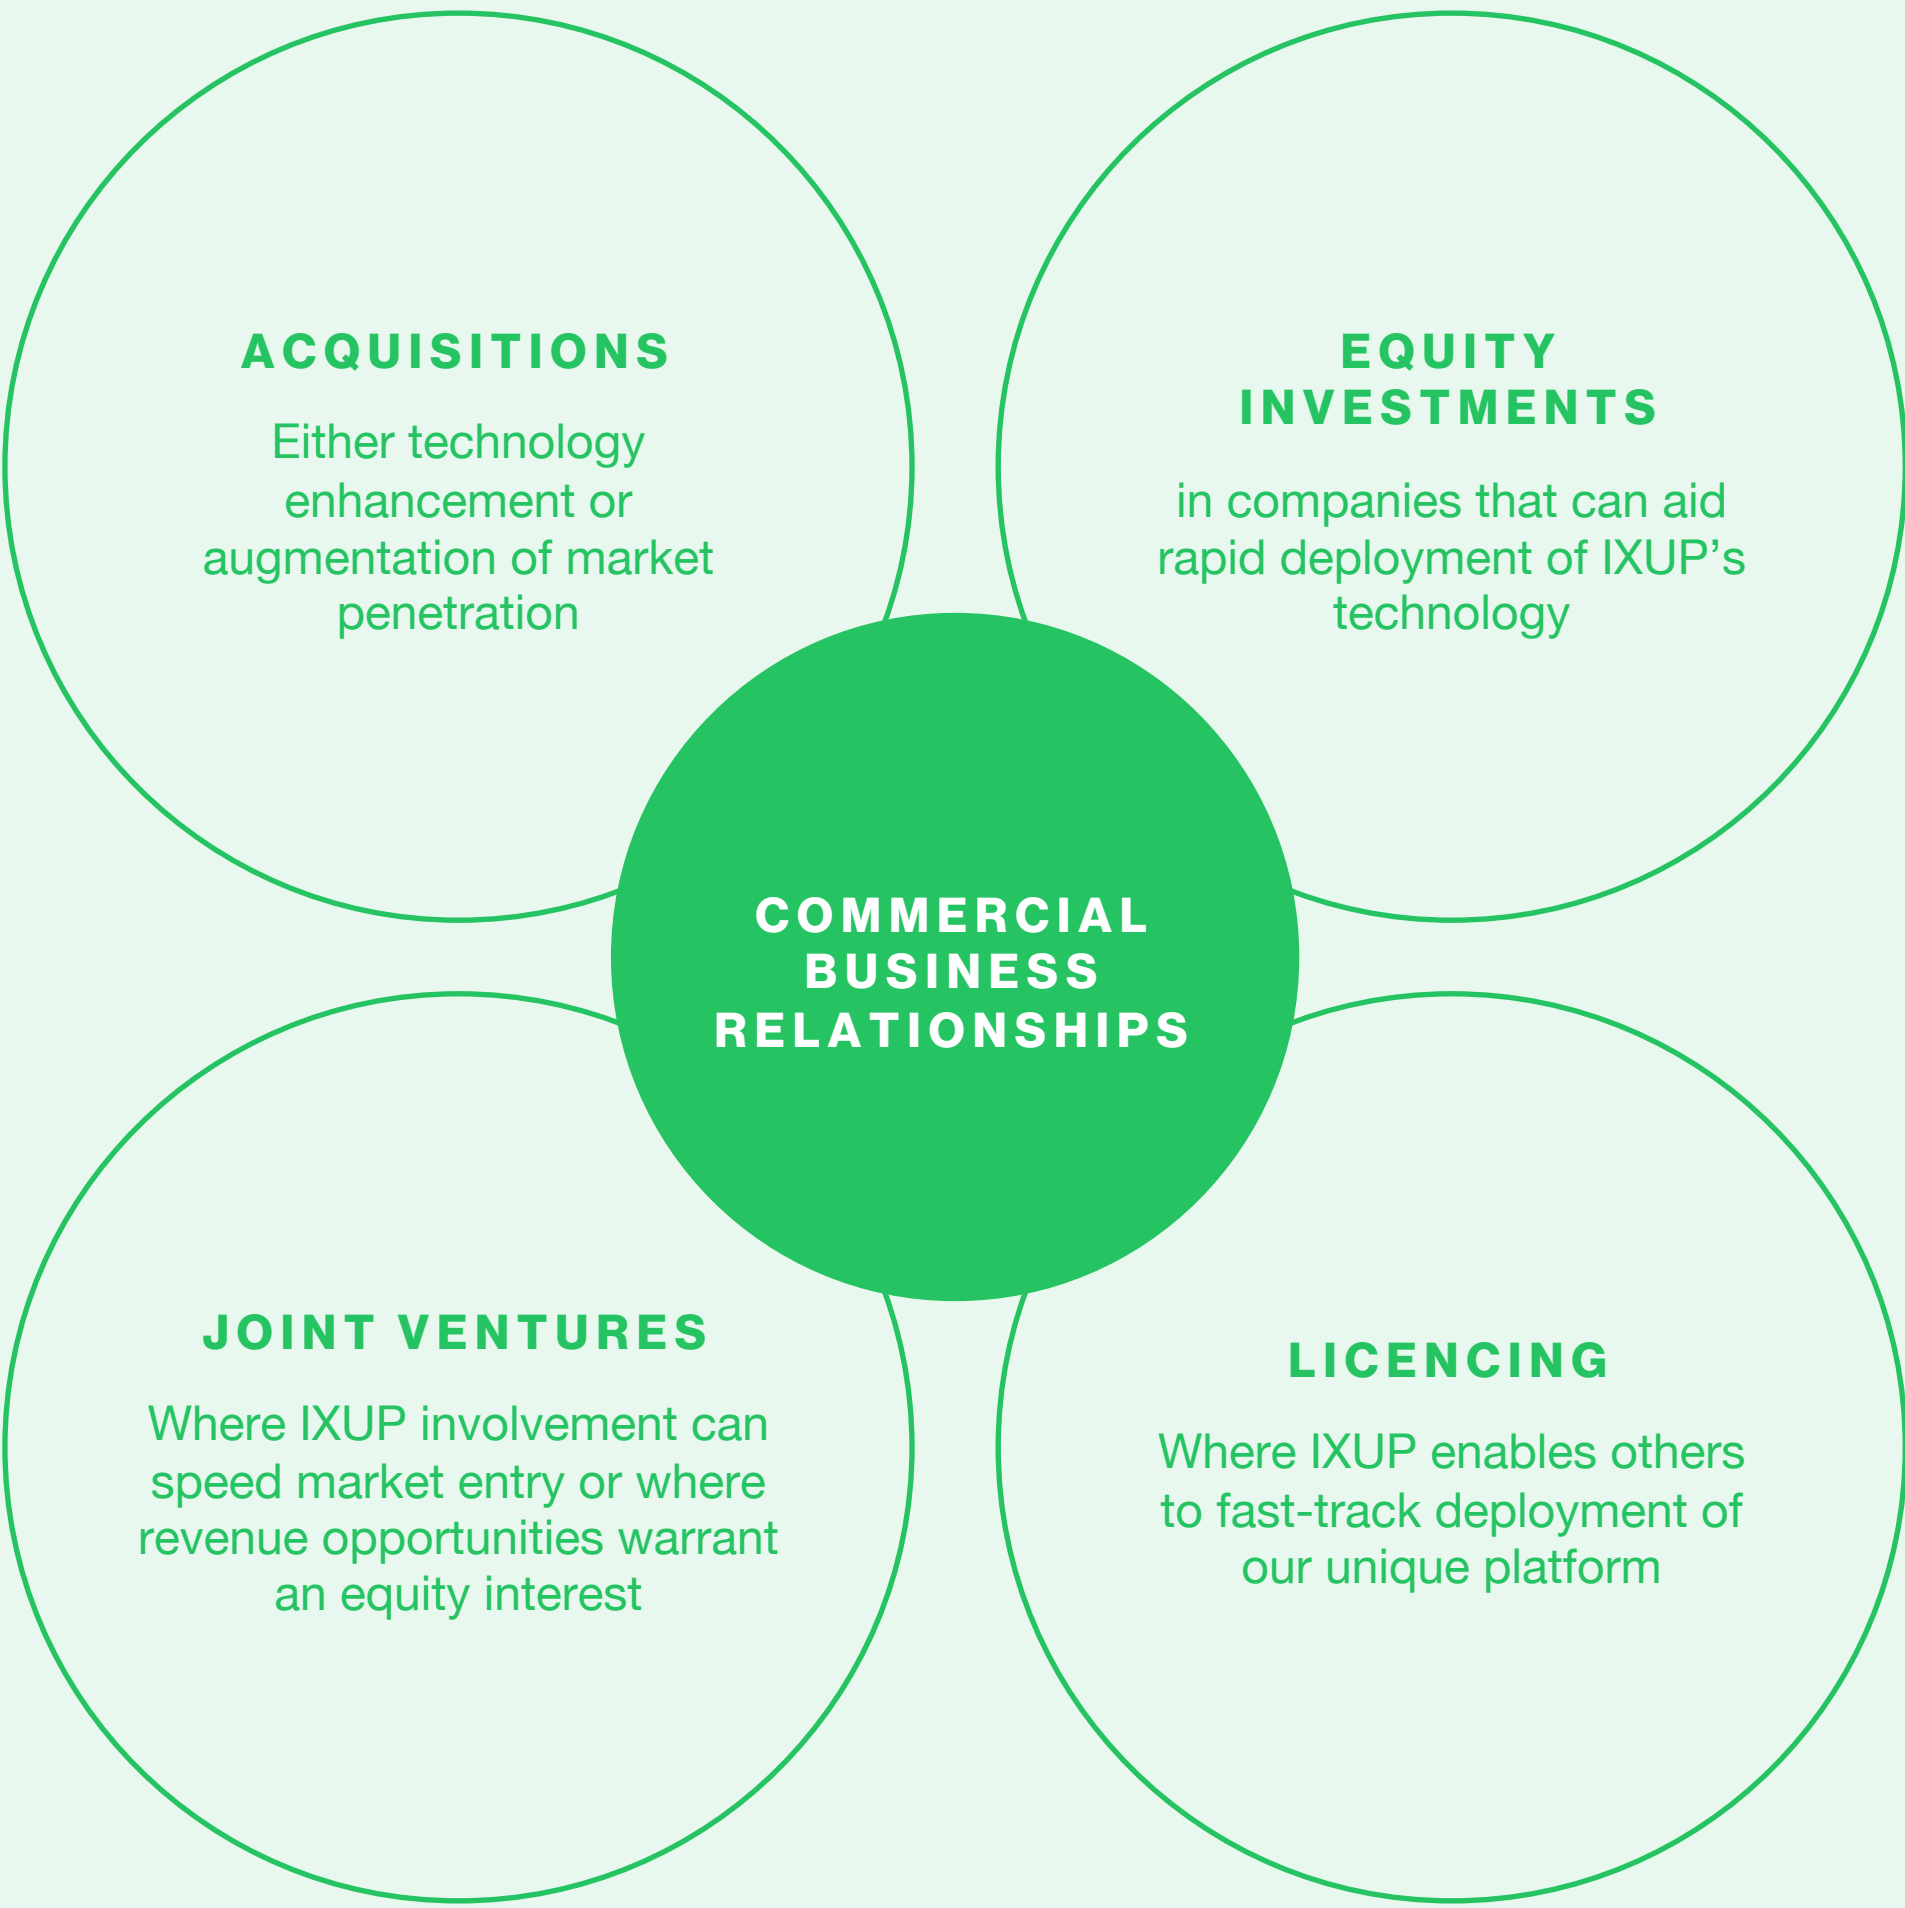 ACQUISITIONS
Either technology
enhancement or
augmentation of market
penetration
EQUITY
INVESTMENTS
in companies that can aid
rapid deployment of IXUP’s
technology
COMMERCIAL
BUSINESS
RELATIONSHIPS
JOINT VENTURES
Where IXUP involvement can
speed market entry or where
revenue opportunities warrant
an equity interest
LICENCING
Where IXUP enables others
to fast-track deployment of
our unique platform